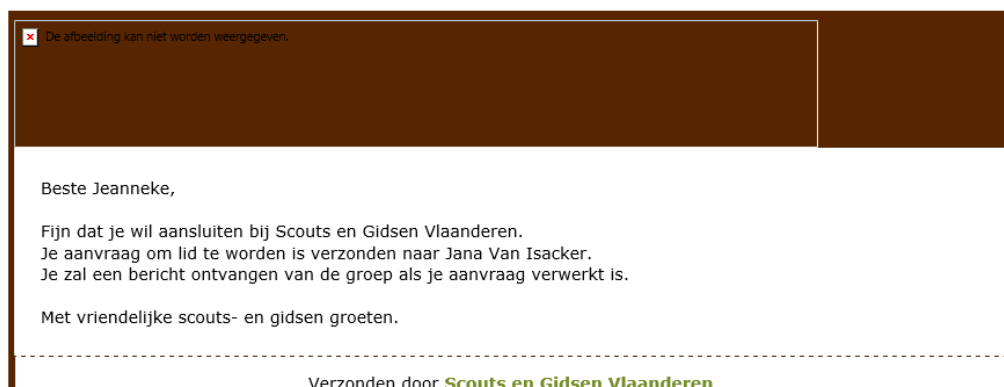 De afbeelding kan niet worden weergegeven.
Beste Jeanneke,
Fijn dat je wil aansluiten bij Scouts en Gidsen Vlaanderen.
Je aanvraag om lid te worden is verzonden naar Jana Van Isacker.
Je zal een bericht ontvangen van de groep als je aanvraag verwerkt is.
Met vriendelijke scouts- en gidsen groeten.
Verzonden door Scouts en Gidsen Vlaanderen